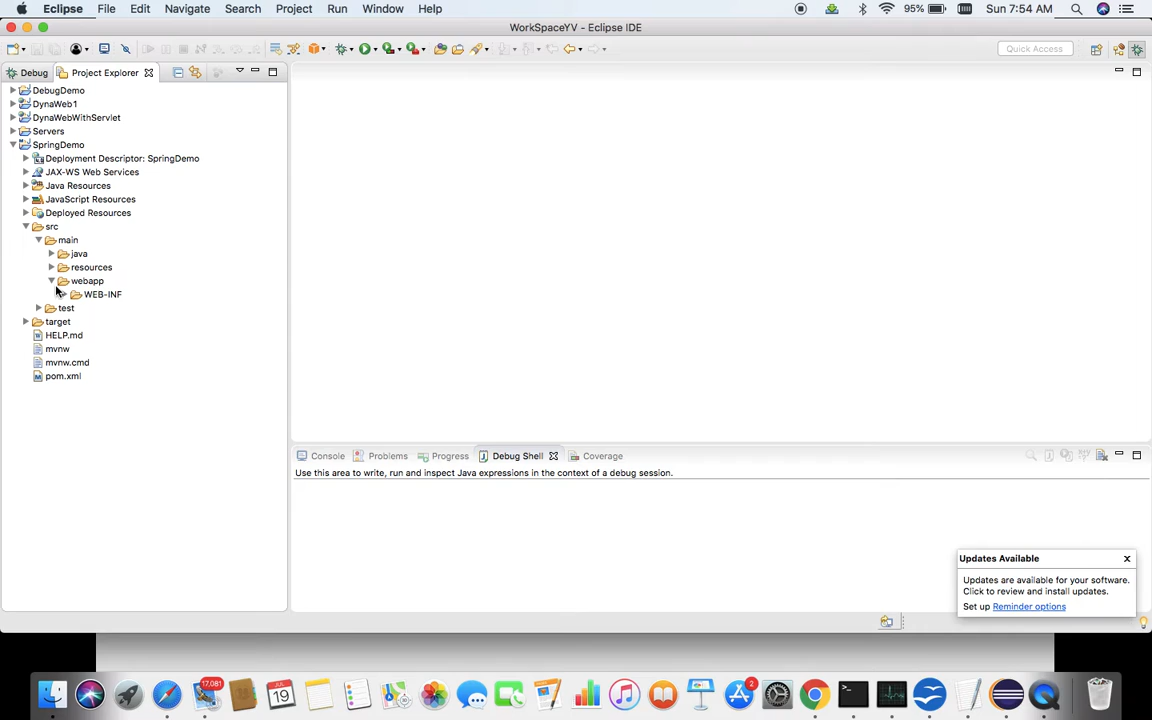 Eclipse File Edit Navigate Search Project Run Window Help 95% Sun 7:54 AM
WorkSpaceYV - Eclipse IDE
Quick Access
Debug Project Explorer
DebugDemo
DynaWeb1
DynaWebWithServlet
Servers
SpringDemo
Deployment Descriptor: SpringDemo
JAX-WS Web Services
Java Resources
JavaScript Resources
Deployed Resources
src
main
java
resources
webapp
WEB-INF
test
target
HELP.md
mvnw
mvnw.cmd
pom.xml
Console Problems Progress Debug Shell Coverage
Use this area to write, run and inspect Java expressions in the context of a debug session.
Updates Available
Updates are available for your software.
Click to review and install updates.
Set up Reminder options
17,081
JUL
19
2